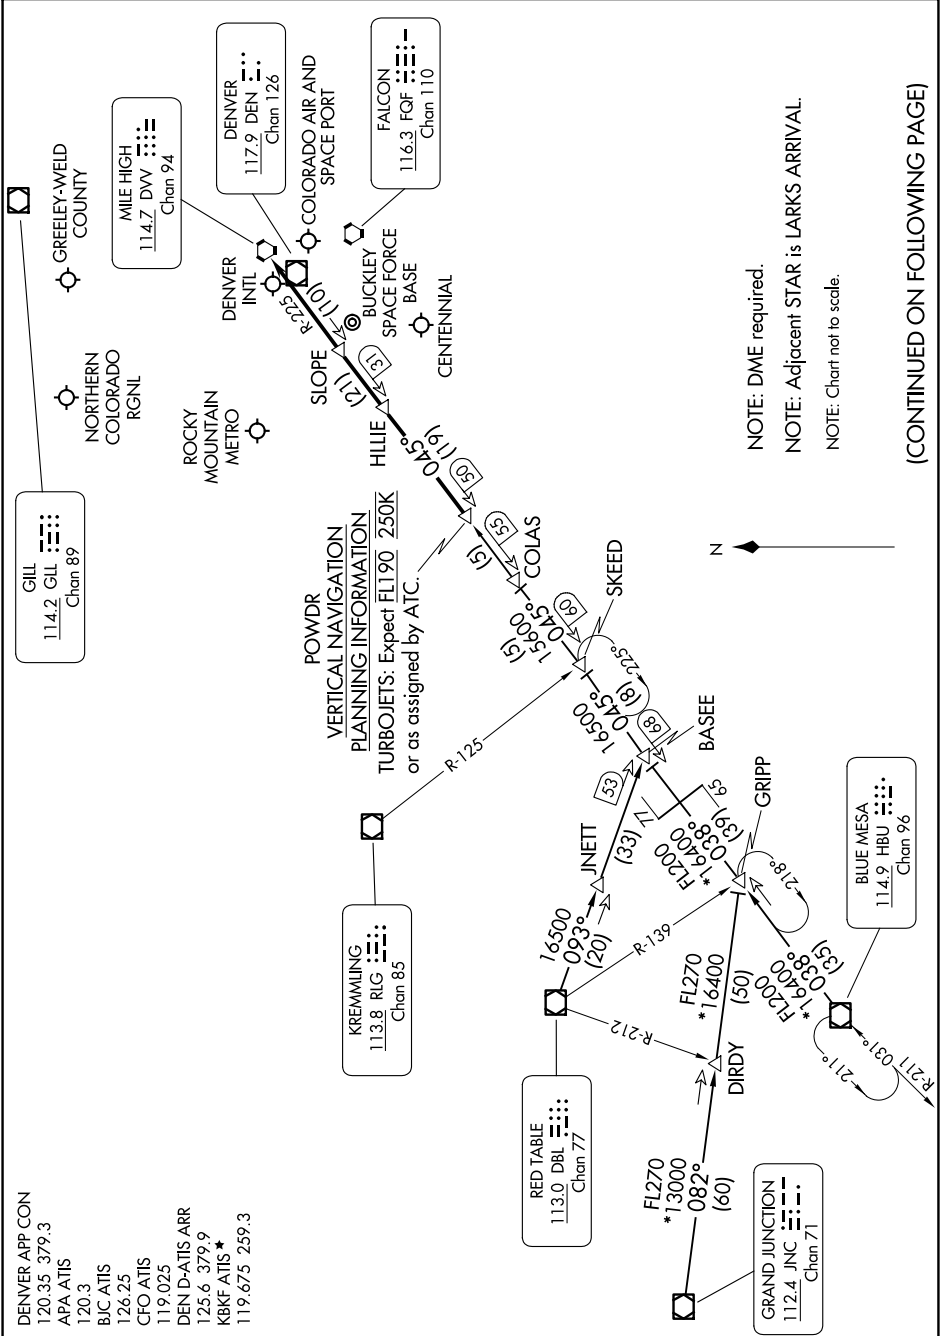 DENVER APP CON
120.35 379.3
APA ATIS
120.3
BJC ATIS
126.25
CFO ATIS
119.025
DEN D-ATIS ARR
125.6 379.9
KBKF ATIS ★
119.675 259.3
GILL
114.2 GLL
Chan 89
NORTHERN
COLORADO
RGNL
GREELEY-WELD
COUNTY
MILE HIGH
114.7 DVV
Chan 94
DENVER
117.9 DEN
Chan 126
FALCON
116.3 FQF
Chan 110
ROCKY
MOUNTAIN
METRO
DENVER
INTL
COLORADO AIR AND
SPACE PORT
BUCKLEY
SPACE FORCE
BASE
CENTENNIAL
R-225
(10)
SLOPE
31
(21)
HLLIE
045°
(19)
50
POWDR
VERTICAL NAVIGATION
PLANNING INFORMATION
TURBOJETS: Expect FL190 250K
or as assigned by ATC.
(5)
55
COLAS
15600
045°
(5)
60
SKEED
225°
R-125
KREMMLING
113.8 RLG
Chan 85
16500
045°
(8)
68
BASEE
53
JNETT
(33)
16500
093°
(20)
77
65
FL200
*16400
038°
(39)
GRIPP
218°
R-139
R-212
RED TABLE
113.0 DBL
Chan 77
FL270
*16400
(50)
DIRDY
FL200
*16400
038°
(35)
BLUE MESA
114.9 HBU
Chan 96
211°
031°
R-211
FL270
*13000
082°
(60)
GRAND JUNCTION
112.4 JNC
Chan 71
N
NOTE: DME required.
NOTE: Adjacent STAR is LARKS ARRIVAL.
NOTE: Chart not to scale.
(CONTINUED ON FOLLOWING PAGE)